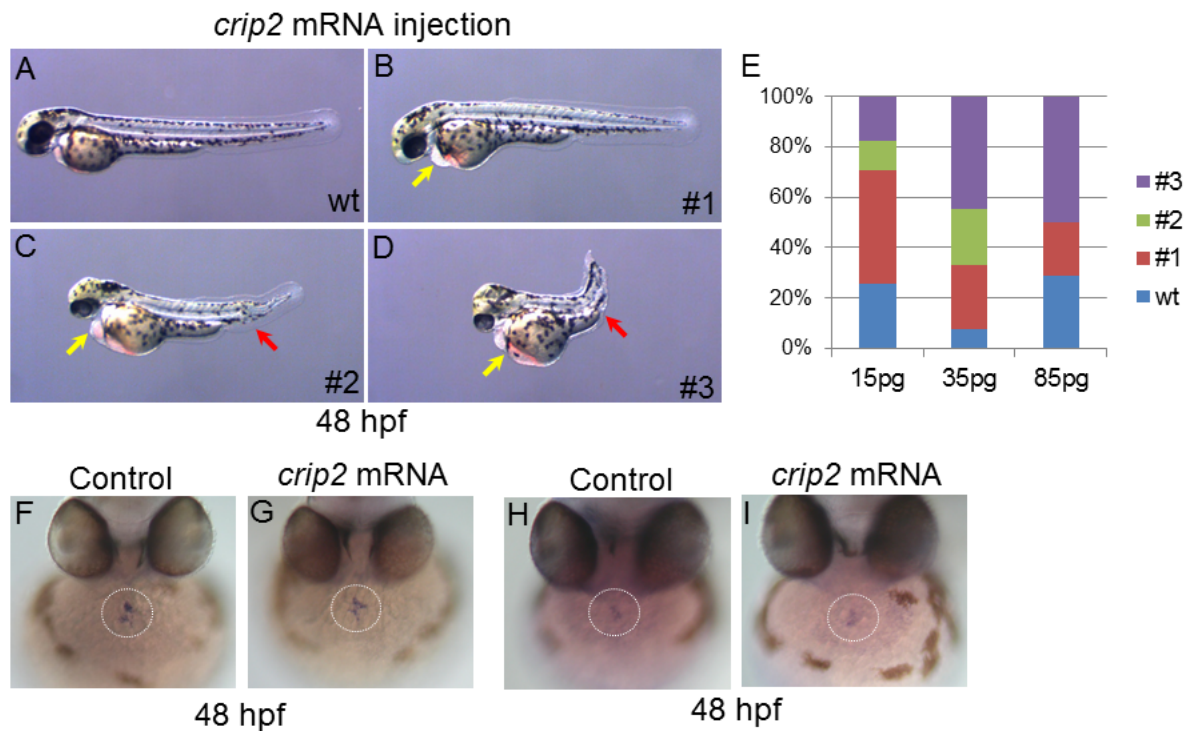 crip2 mRNA injection
A
wt
B
#1
C
#2
D
#3
48 hpf
E
100%
80%
60%
40%
20%
0%
15pg
35pg
85pg
#3
#2
#1
wt
Control
crip2 mRNA
F
G
48 hpf
Control
crip2 mRNA
H
I
48 hpf